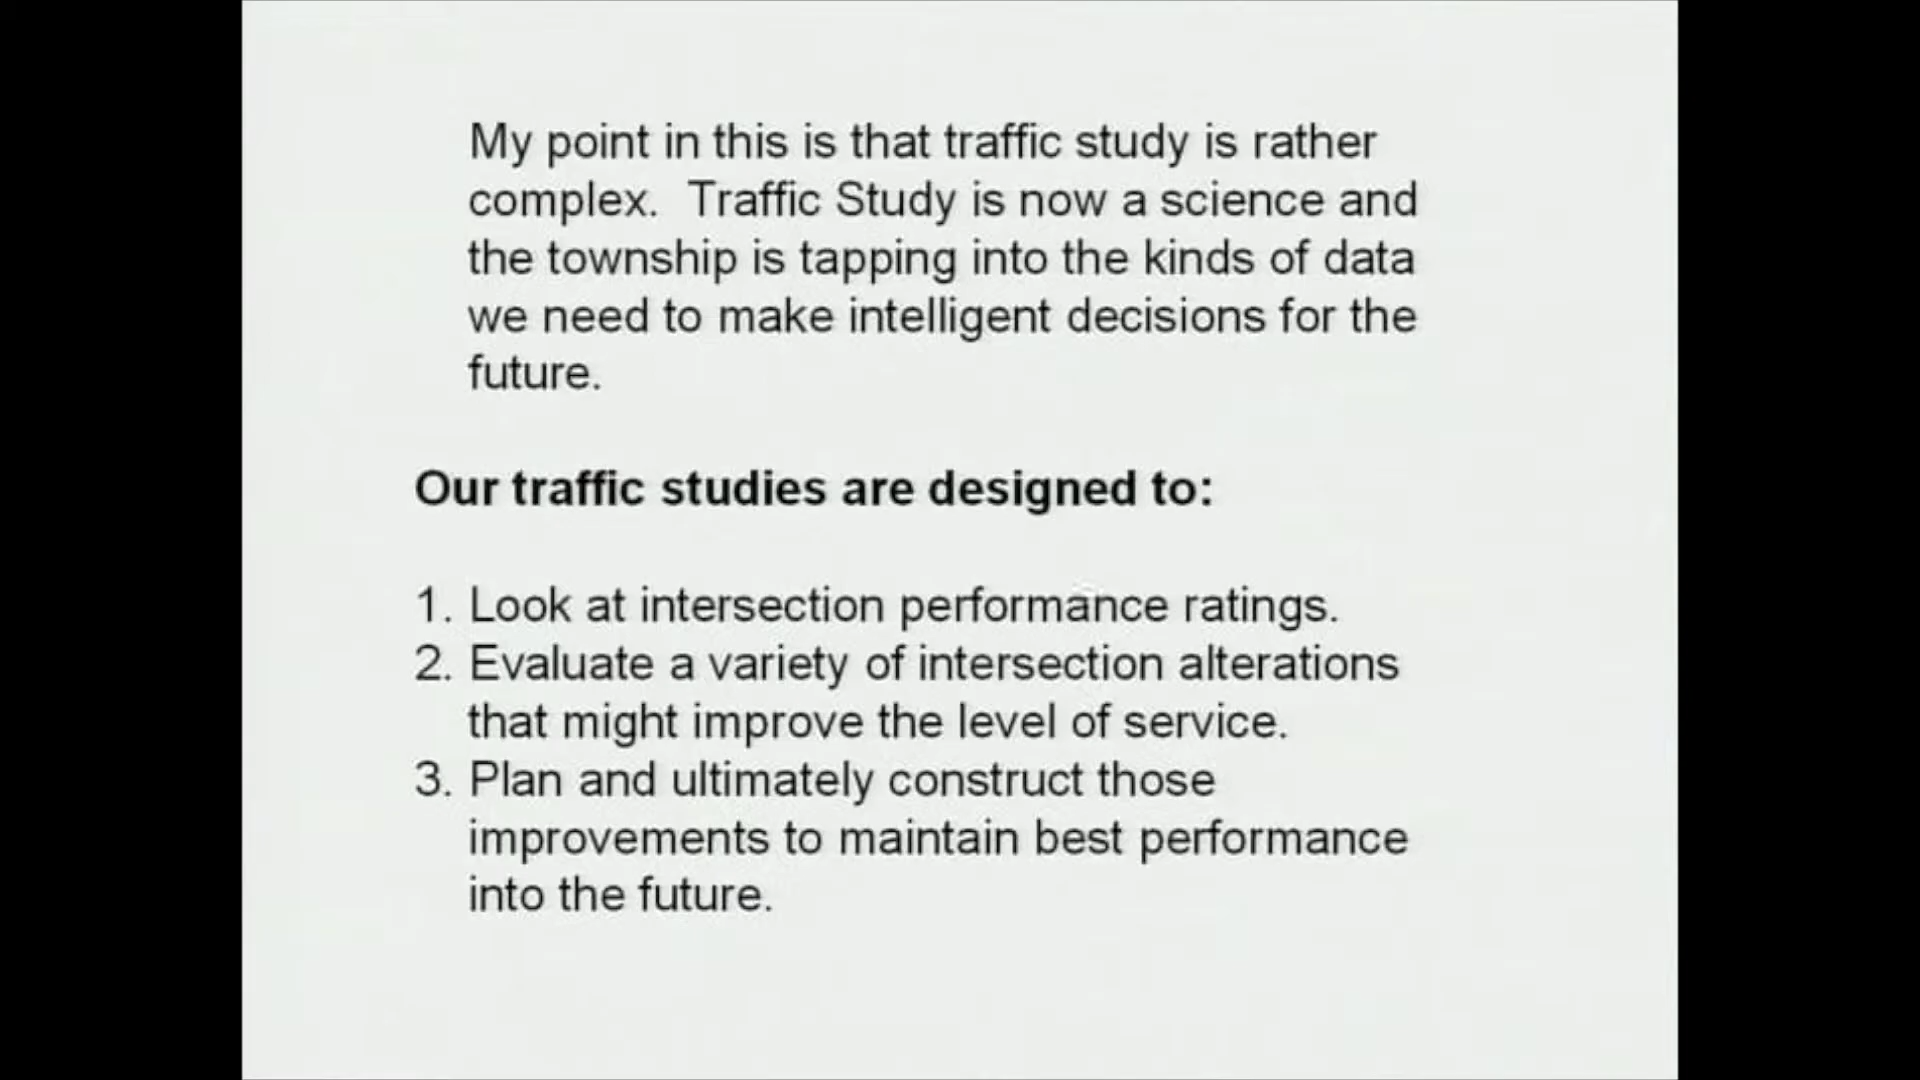 My point in this is that traffic study is rather
complex.  Traffic Study is now a science and
the township is tapping into the kinds of data
we need to make intelligent decisions for the
future.
Our traffic studies are designed to:
1. Look at intersection performance ratings.
2. Evaluate a variety of intersection alterations
that might improve the level of service.
3. Plan and ultimately construct those
improvements to maintain best performance
into the future.